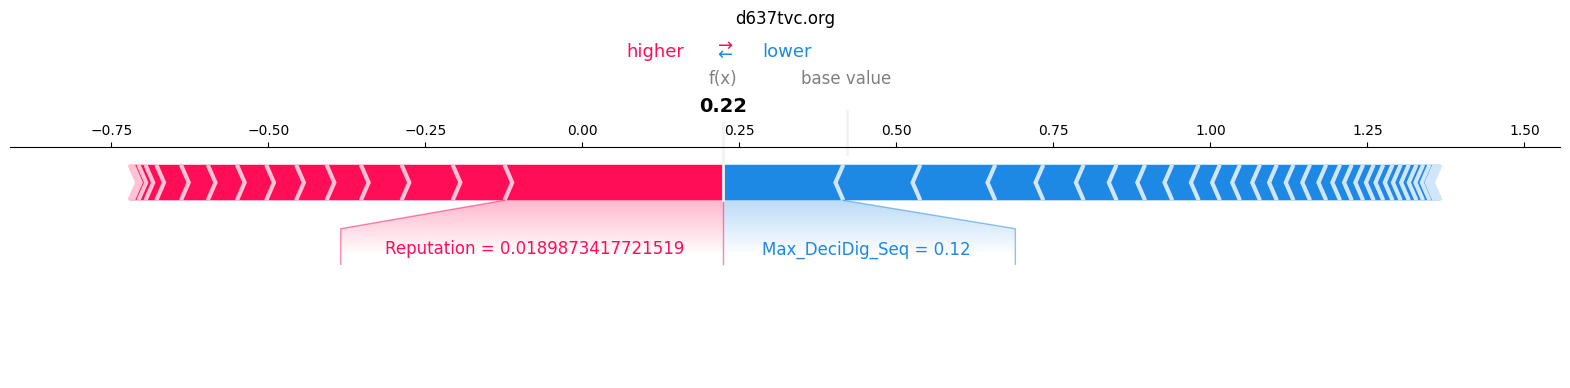 d637tvc.org
higher ⇄ lower
f(x) base value
0.22
−0.75 −0.50 −0.25 0.00 0.25 0.50 0.75 1.00 1.25 1.50
Reputation = 0.0189873417721519 Max_DeciDig_Seq = 0.12